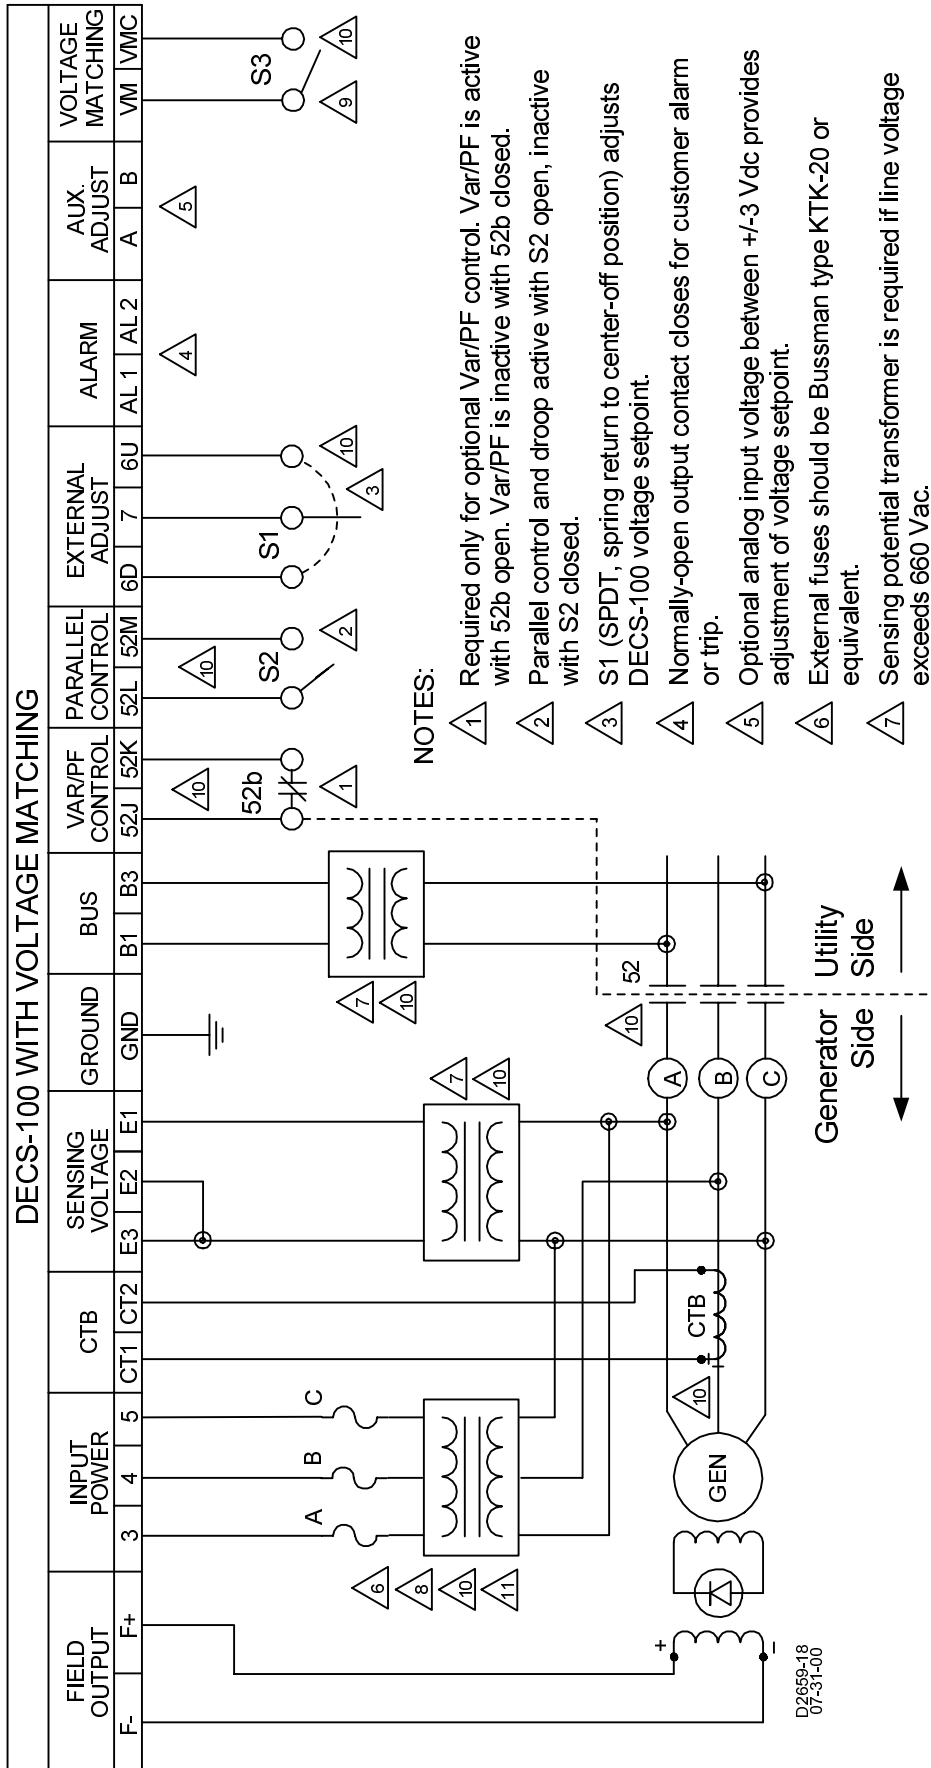 DECS-100 WITH VOLTAGE MATCHING
FIELD OUTPUT
INPUT POWER
CTB
SENSING VOLTAGE
GROUND
BUS
VAR/PF CONTROL
PARALLEL CONTROL
EXTERNAL ADJUST
ALARM
AUX. ADJUST
VOLTAGE MATCHING
F- F+ 3 4 5 CT1 CT2 E3 E2 E1 GND B1 B3 52J 52K 52L 52M 6D 7 6U AL 1 AL 2 A B VM VMC
A B C
6 8 10 11
7 10
7 10
52b
10
1
S2
10
2
S1
10
3
4
5
S3
9
10
+
-
GEN
10
CTB
+
A
B
C
10
52
Generator Side
Utility Side
D2659-18
07-31-00
NOTES:
1 Required only for optional Var/PF control. Var/PF is active
with 52b open. Var/PF is inactive with 52b closed.
2 Parallel control and droop active with S2 open, inactive
with S2 closed.
3 S1 (SPDT, spring return to center-off position) adjusts
DECS-100 voltage setpoint.
4 Normally-open output contact closes for customer alarm
or trip.
5 Optional analog input voltage between +/-3 Vdc provides
adjustment of voltage setpoint.
6 External fuses should be Bussman type KTK-20 or
equivalent.
7 Sensing potential transformer is required if line voltage
exceeds 660 Vac.